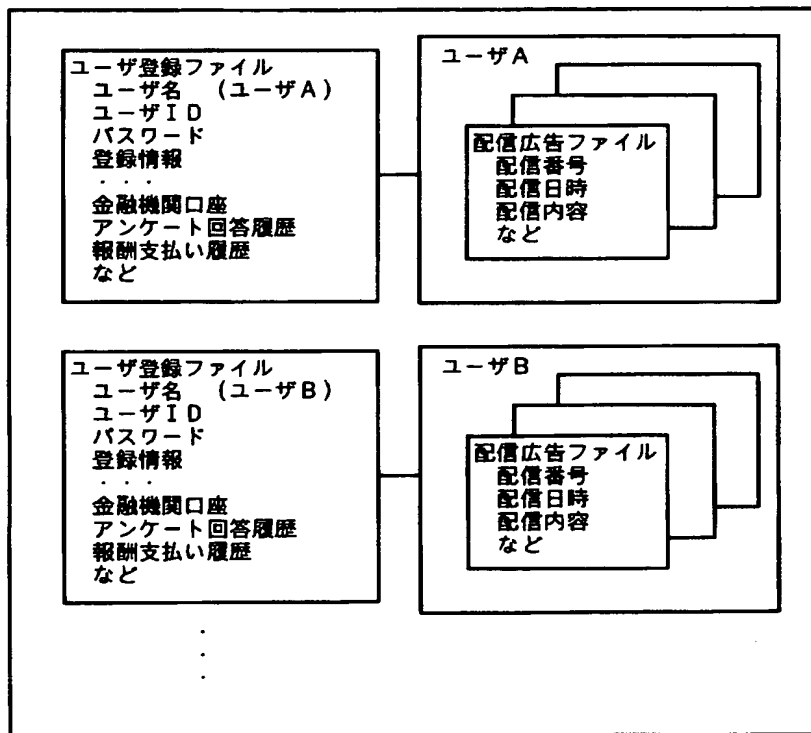 ユーザ登録ファイル
ユーザ名 (ユーザA)
ユーザID
パスワード
登録情報
・・・
金融機関口座
アンケート回答履歴
報酬支払い履歴
など
ユーザA
配信広告ファイル
配信番号
配信日時
配信内容
など
ユーザ登録ファイル
ユーザ名 (ユーザB)
ユーザID
パスワード
登録情報
・・・
金融機関口座
アンケート回答履歴
報酬支払い履歴
など
ユーザB
配信広告ファイル
配信番号
配信日時
配信内容
など